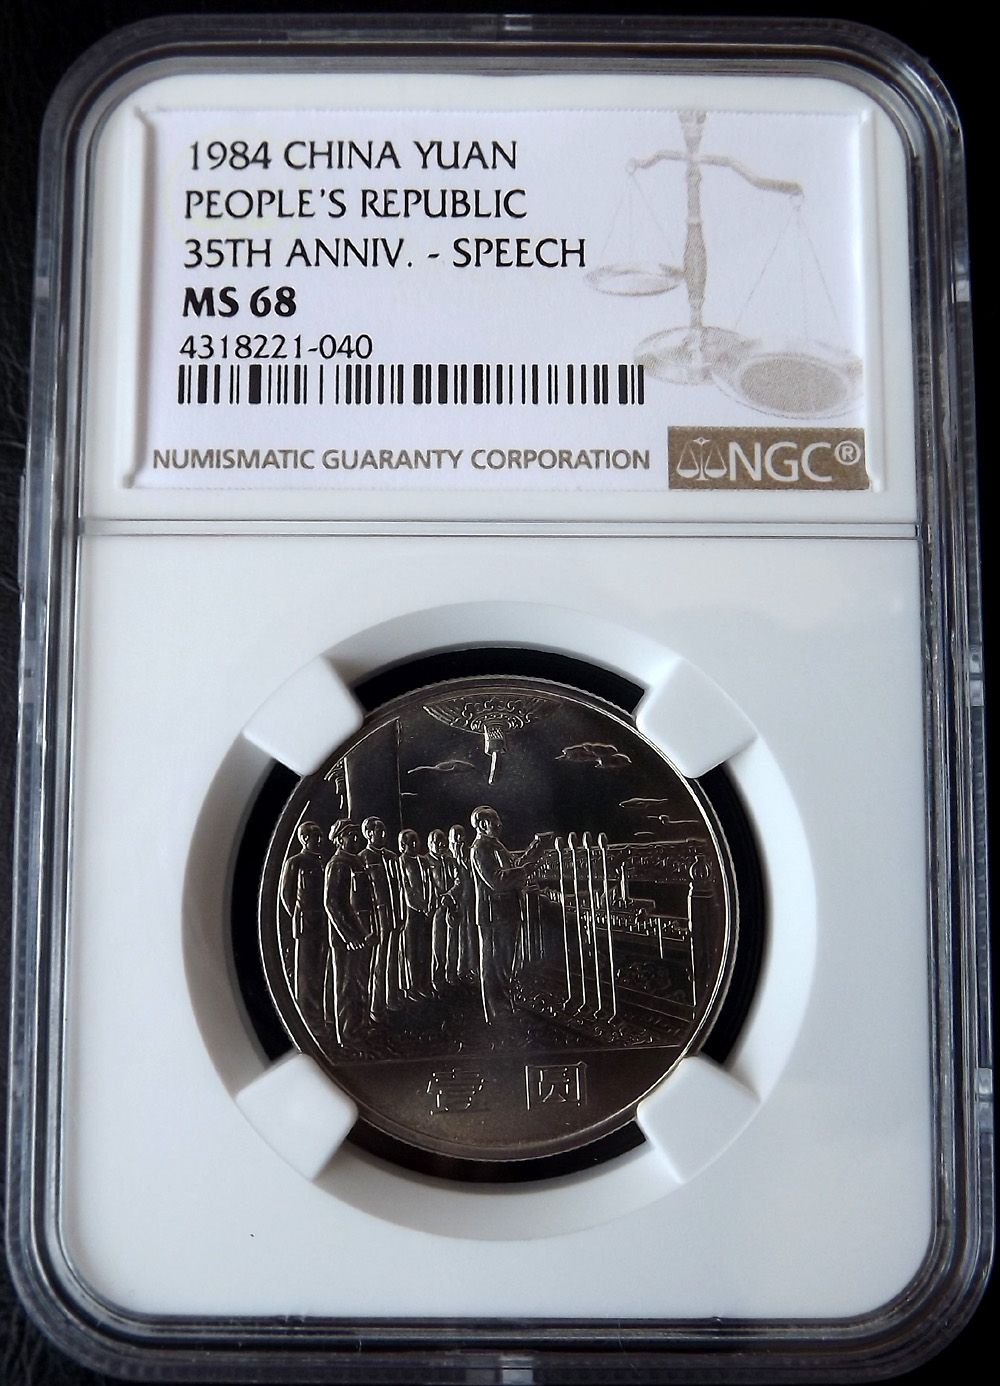 1984 CHINA YUAN
PEOPLE'S REPUBLIC
35TH ANNIV. - SPEECH
MS 68
4318221-040
NUMISMATIC GUARANTY CORPORATION
NGC®
壹圆